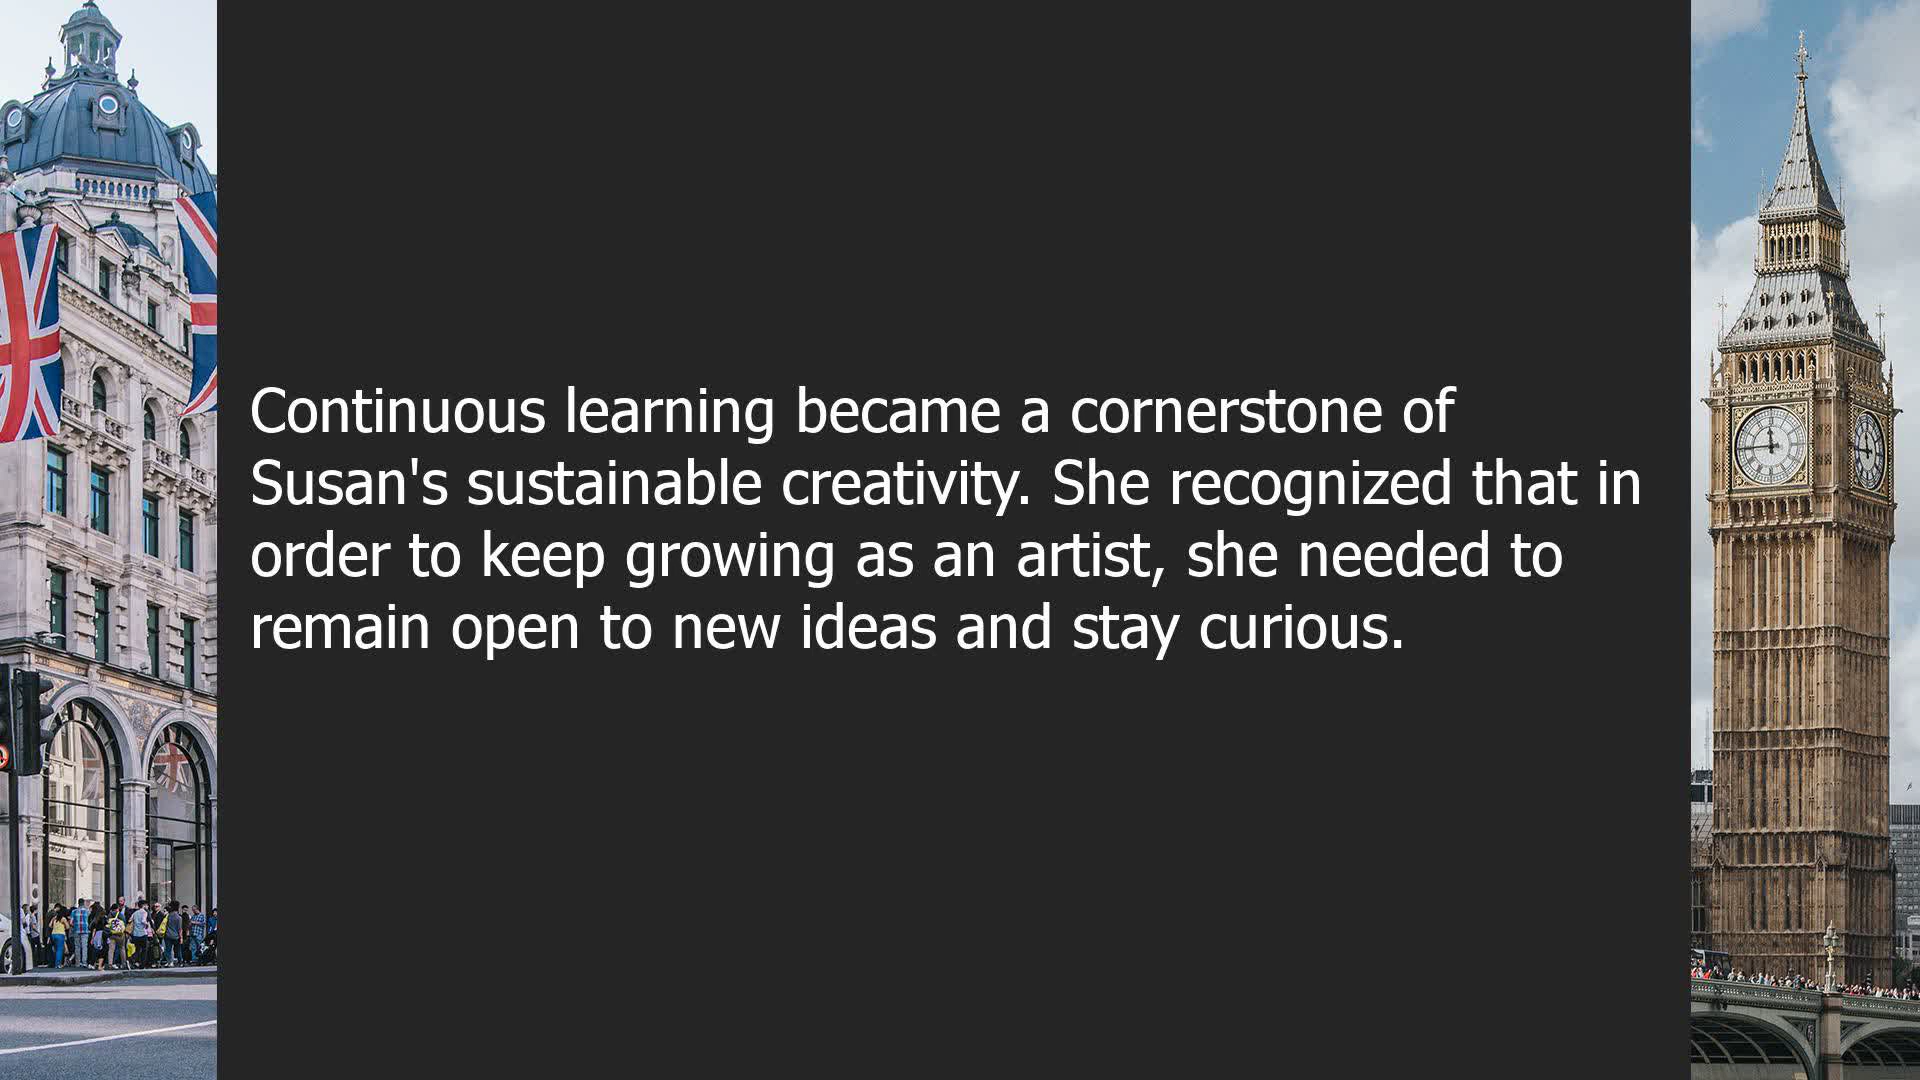 Continuous learning became a cornerstone of
Susan's sustainable creativity. She recognized that in
order to keep growing as an artist, she needed to
remain open to new ideas and stay curious.